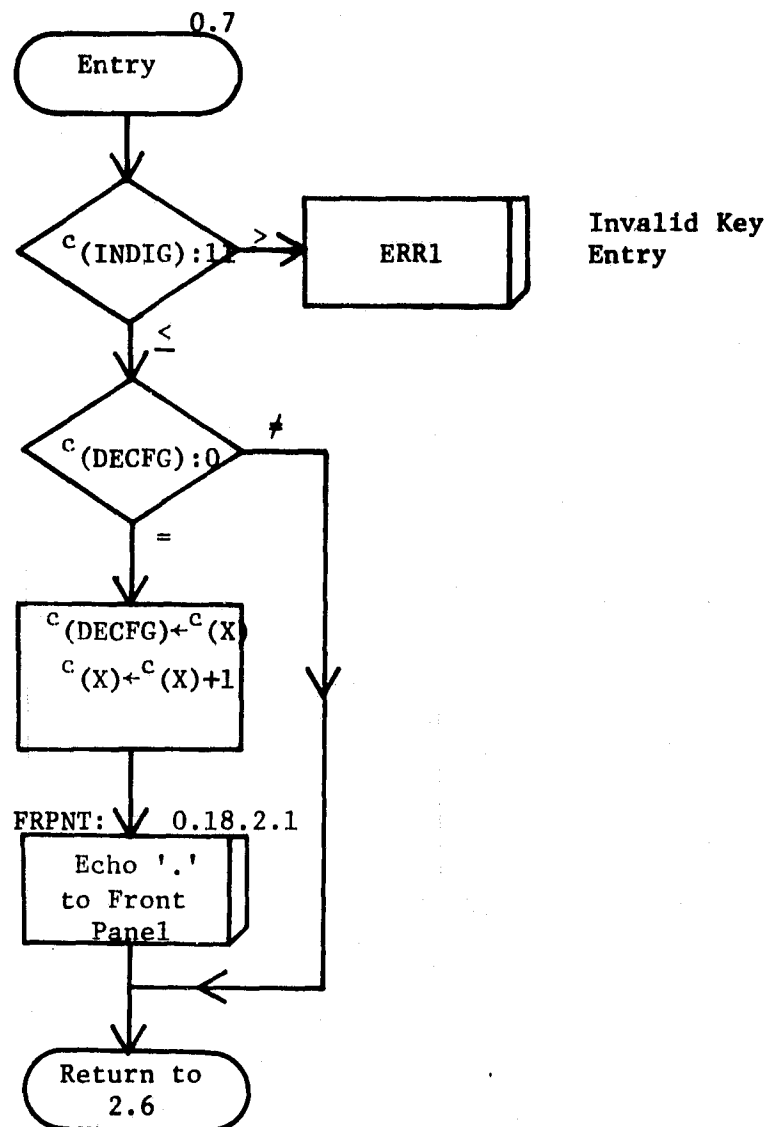 0.7
Entry
c(INDIG):11
>
ERR1
Invalid Key
Entry
≤
c(DECFG):0
≠
=
c(DECFG)←c(X)
c(X)←c(X)+1
FRPNT: 0.18.2.1
Echo '.'
to Front
Panel
Return to
2.6